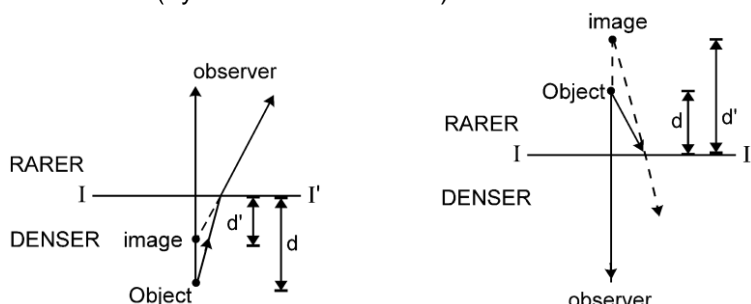 observer
RARER
I
I'
DENSER
image
d'
d
Object
image
Object
d
d'
RARER
I
I
DENSER
observer